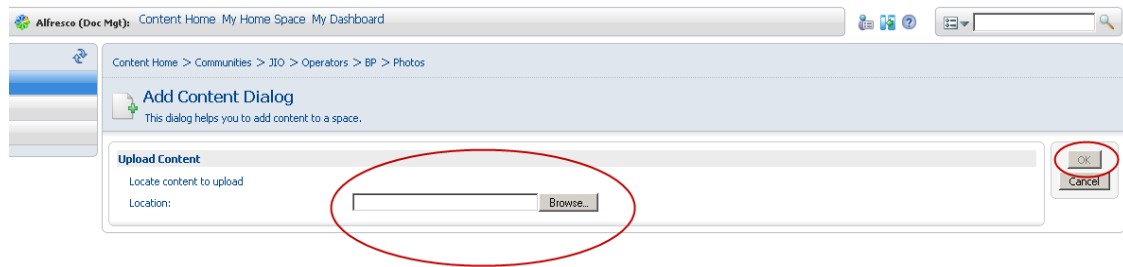 Alfresco (Doc Mgt): Content Home My Home Space My Dashboard
Content Home > Communities > JIO > Operators > BP > Photos
Add Content Dialog
This dialog helps you to add content to a space.
Upload Content
OK
Locate content to upload
Cancel
Location:
Browse...